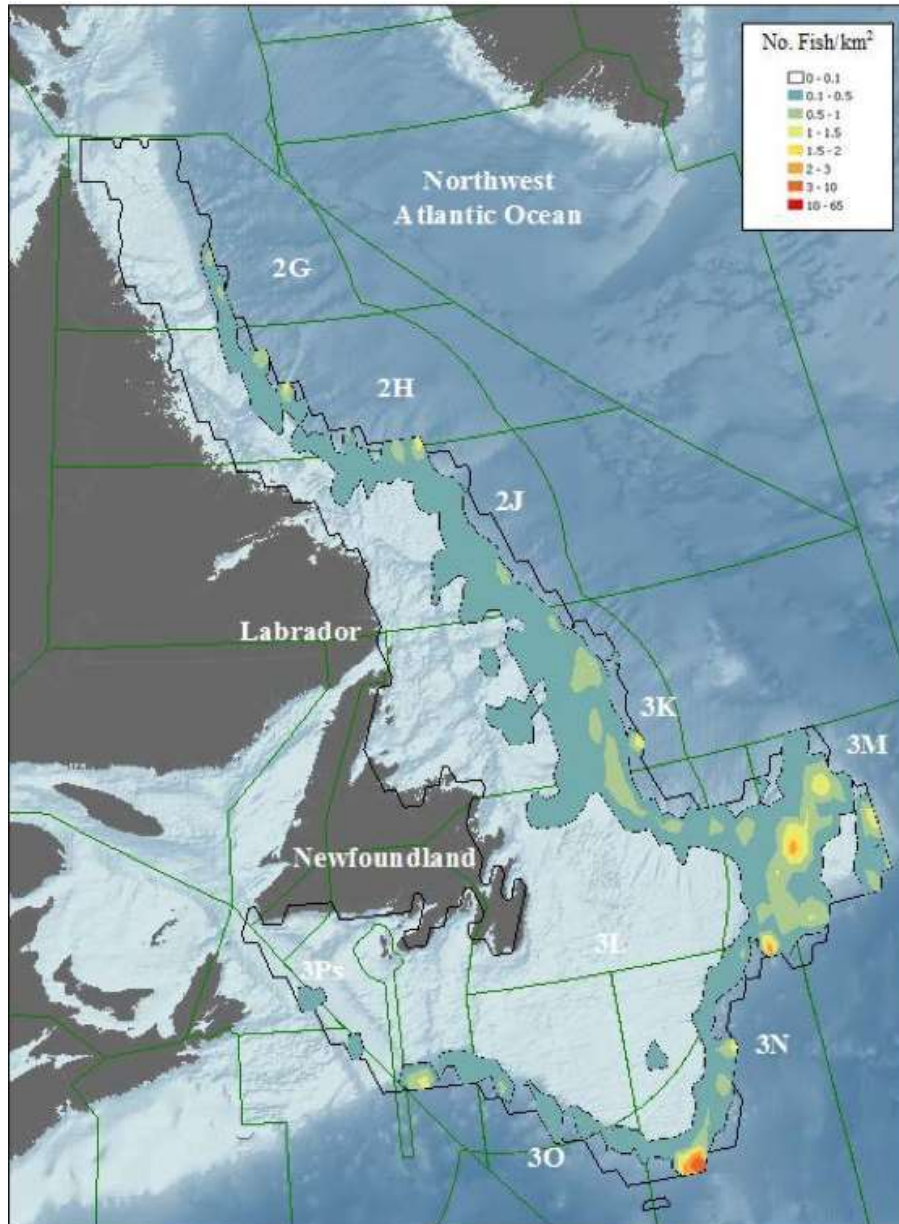 No. Fish/km²
0 - 0.1
0.1 - 0.5
0.5 - 1
1 - 1.5
1.5 - 2
2 - 3
3 - 10
10 - 65
Northwest
Atlantic Ocean
2G
2H
2J
Labrador
3K
3M
Newfoundland
3L
3Ps
3N
3O